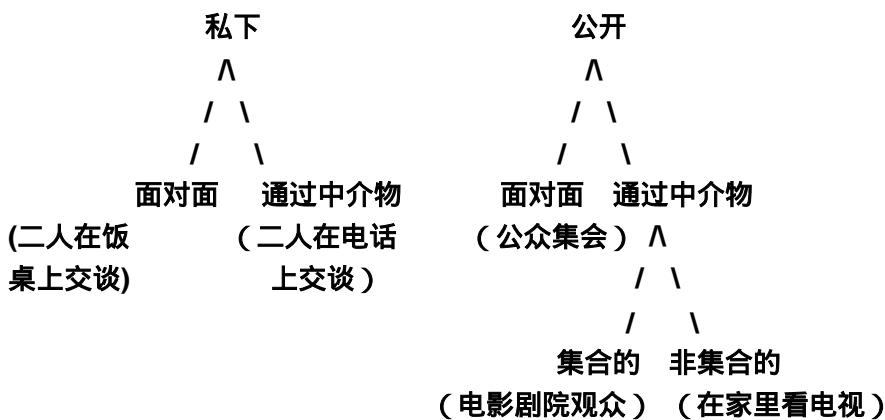 私下 公开
/\ /\
/ \ / \
/ \ / \
面对面 通过中介物 面对面 通过中介物
(二人在饭 （二人在电话 （公众集会） /\
桌上交谈) 上交谈） / \
/ \
集合的 非集合的
（电影剧院观众） （在家里看电视）